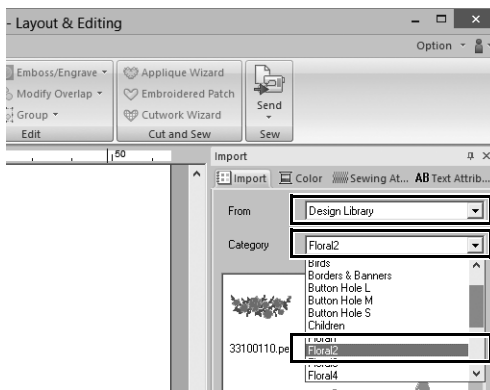 - Layout & Editing
Option
Emboss/Engrave
Modify Overlap
Group
Edit
Applique Wizard
Embroidered Patch
Cutwork Wizard
Cut and Sew
Send
Sew
50
Import
Import Color Sewing At... AB Text Attrib...
From Design Library
Category Floral2
Birds
Borders & Banners
Button Hole L
Button Hole M
Button Hole S
Children
Floral1
33100110.pe
Floral2
Floral3
Floral4